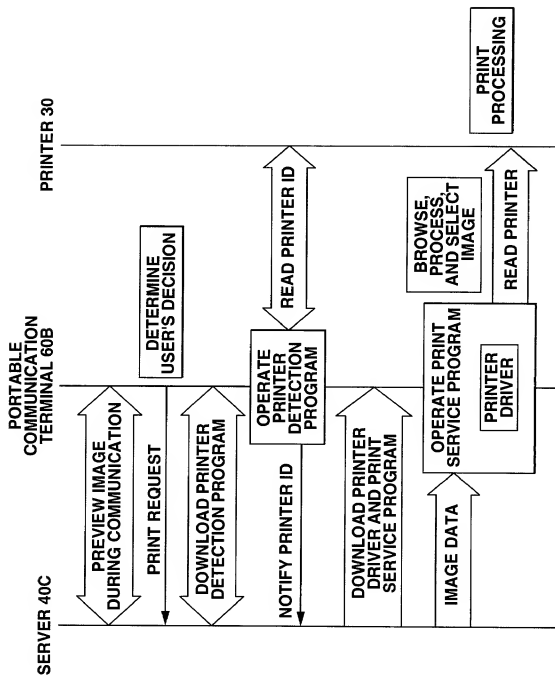 SERVER 40C
PORTABLE
COMMUNICATION
TERMINAL 60B
PRINTER 30
PREVIEW IMAGE
DURING COMMUNICATION
DETERMINE
USER'S DECISION
PRINT REQUEST
DOWNLOAD PRINTER
DETECTION PROGRAM
OPERATE
PRINTER
DETECTION
PROGRAM
READ PRINTER ID
NOTIFY PRINTER ID
DOWNLOAD PRINTER
DRIVER AND PRINT
SERVICE PROGRAM
IMAGE DATA
OPERATE PRINT
SERVICE PROGRAM
PRINTER
DRIVER
BROWSE,
PROCESS,
AND SELECT
IMAGE
READ PRINTER
PRINT
PROCESSING